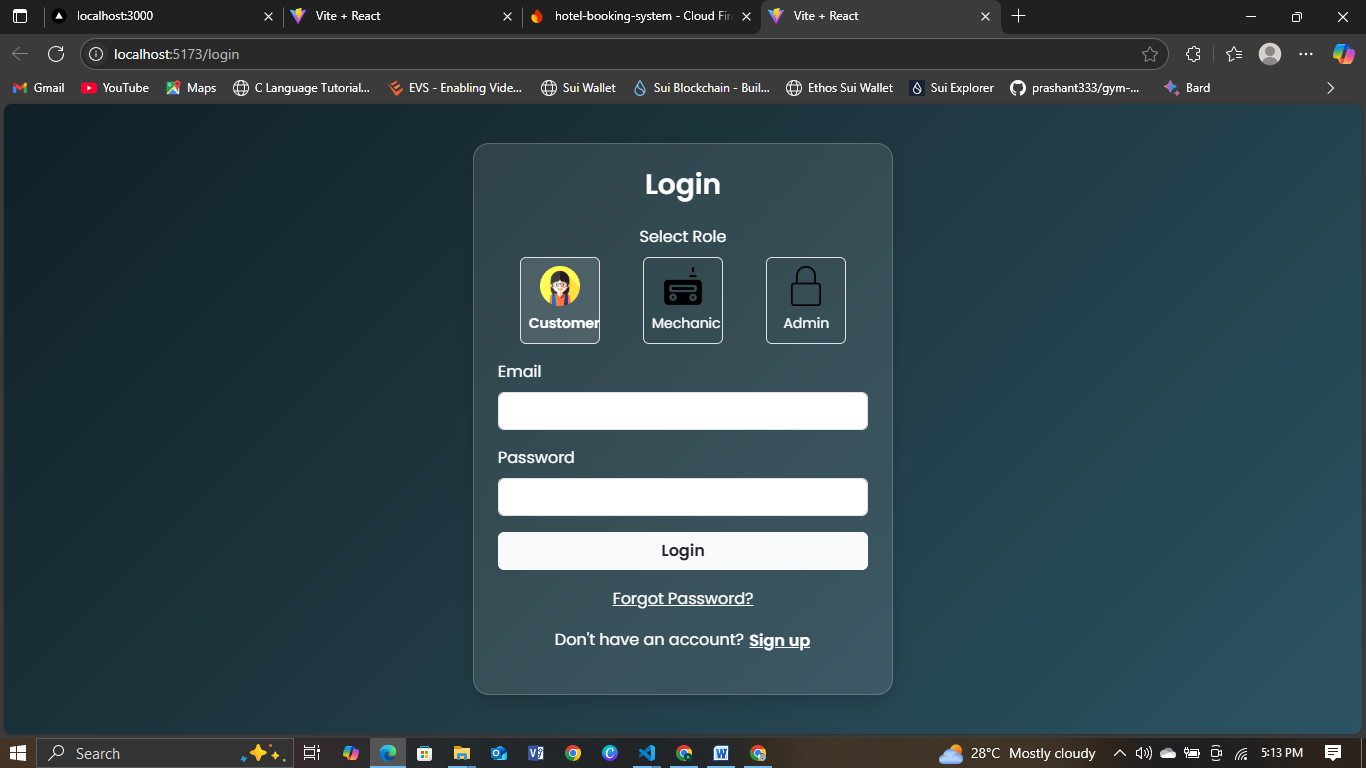 localhost:3000
Vite + React
hotel-booking-system - Cloud Fir
Vite + React
localhost:5173/login
Gmail
YouTube
Maps
C Language Tutorial...
EVS - Enabling Vide...
Sui Wallet
Sui Blockchain - Buil...
Ethos Sui Wallet
Sui Explorer
prashant333/gym-...
Bard
Login
Select Role
Customer
Mechanic
Admin
Email
Password
Login
Forgot Password?
Don't have an account? Sign up
Search
28°C Mostly cloudy
5:13 PM